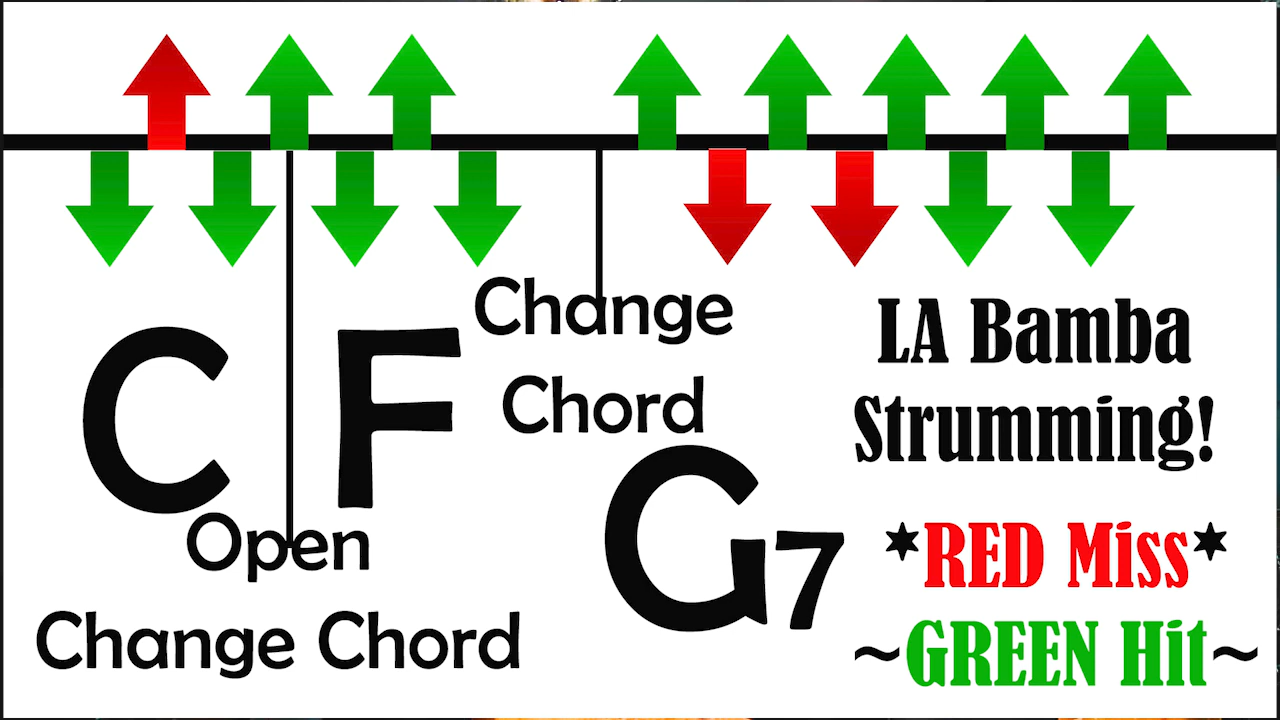 C
F
Change
Chord
G7
Open
Change Chord
LA Bamba
Strumming!
*RED Miss*
~GREEN Hit~